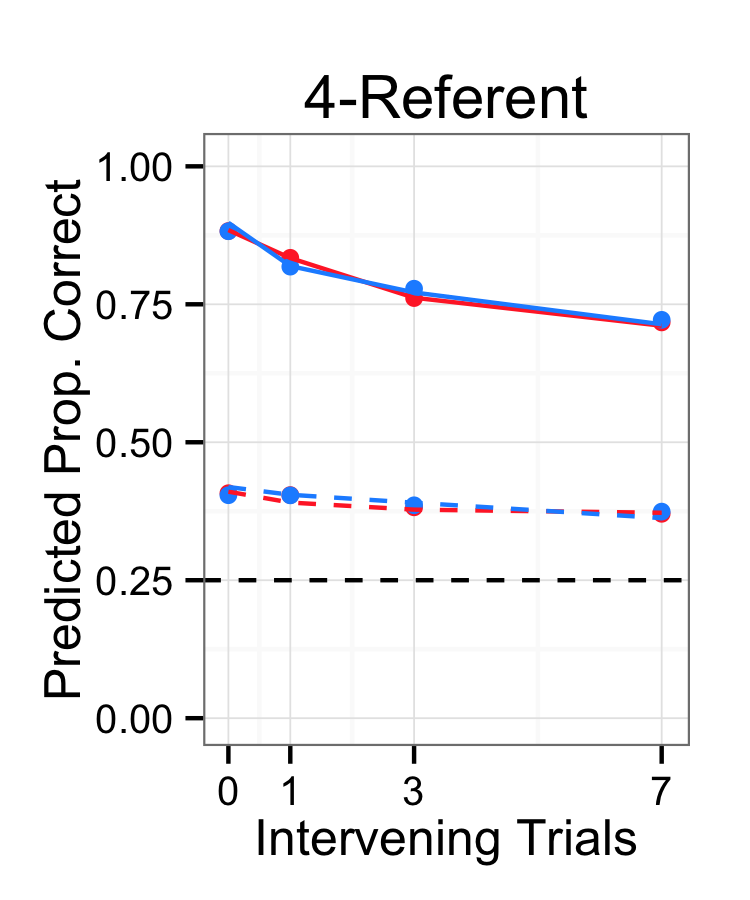 4-Referent
Predicted Prop. Correct
1.00
0.75
0.50
0.25
0.00
0 1 3 7
Intervening Trials